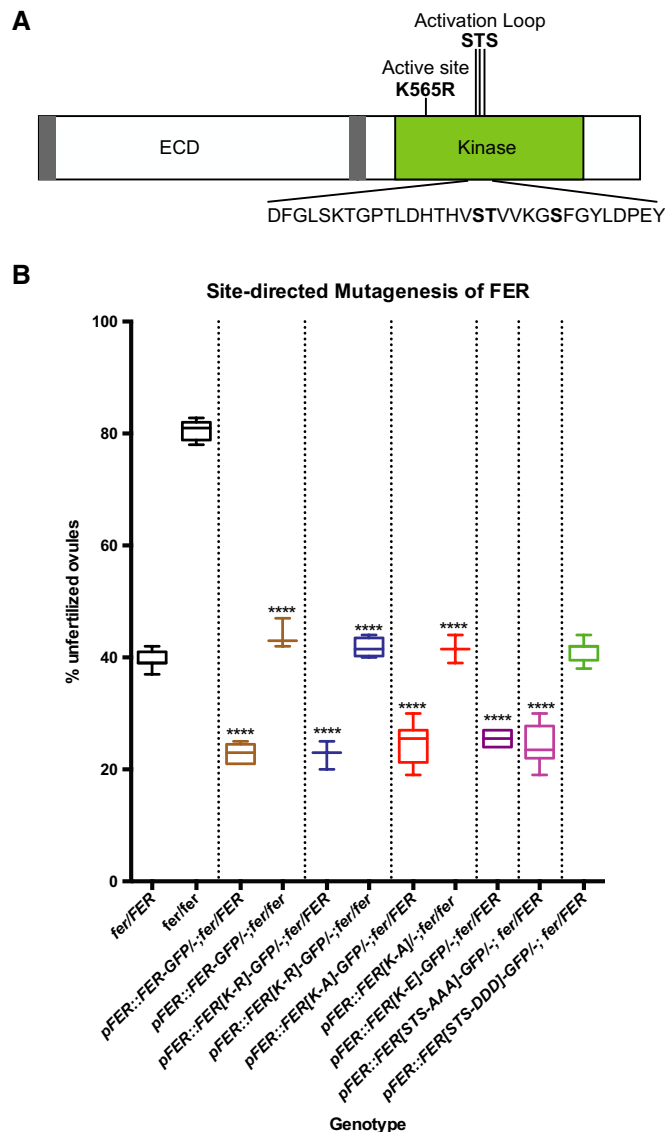 A
Activation Loop
STS
Active site
K565R
ECD
Kinase
DFGLSKTGPTLDHTHVSTVVKGSFGYLDPEY
B
Site-directed Mutagenesis of FER
% unfertilized ovules
100
80
60
40
20
0
****
****
****
****
****
****
****
****
fer/FER
fer/fer
pFER::FER-GFP/-;fer/FER
pFER::FER-GFP/-;fer/fer
pFER::FER[K-R]-GFP/-;fer/FER
pFER::FER[K-R]-GFP/-;fer/fer
pFER::FER[K-A]-GFP/-;fer/FER
pFER::FER[K-A]/-;fer/fer
pFER::FER[K-E]-GFP/-;fer/FER
pFER::FER[STS-AAA]-GFP/-; fer/FER
pFER::FER[STS-DDD]-GFP/-; fer/FER
Genotype